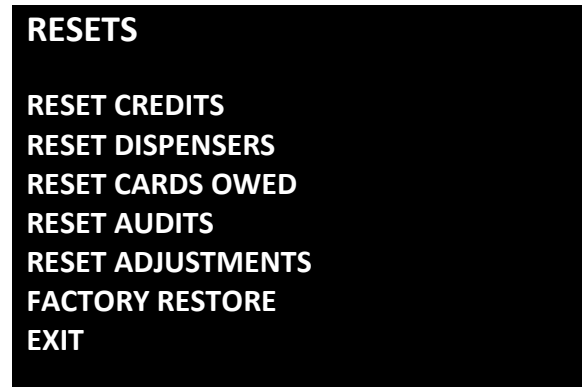 RESETS
RESET CREDITS
RESET DISPENSERS
RESET CARDS OWED
RESET AUDITS
RESET ADJUSTMENTS
FACTORY RESTORE
EXIT